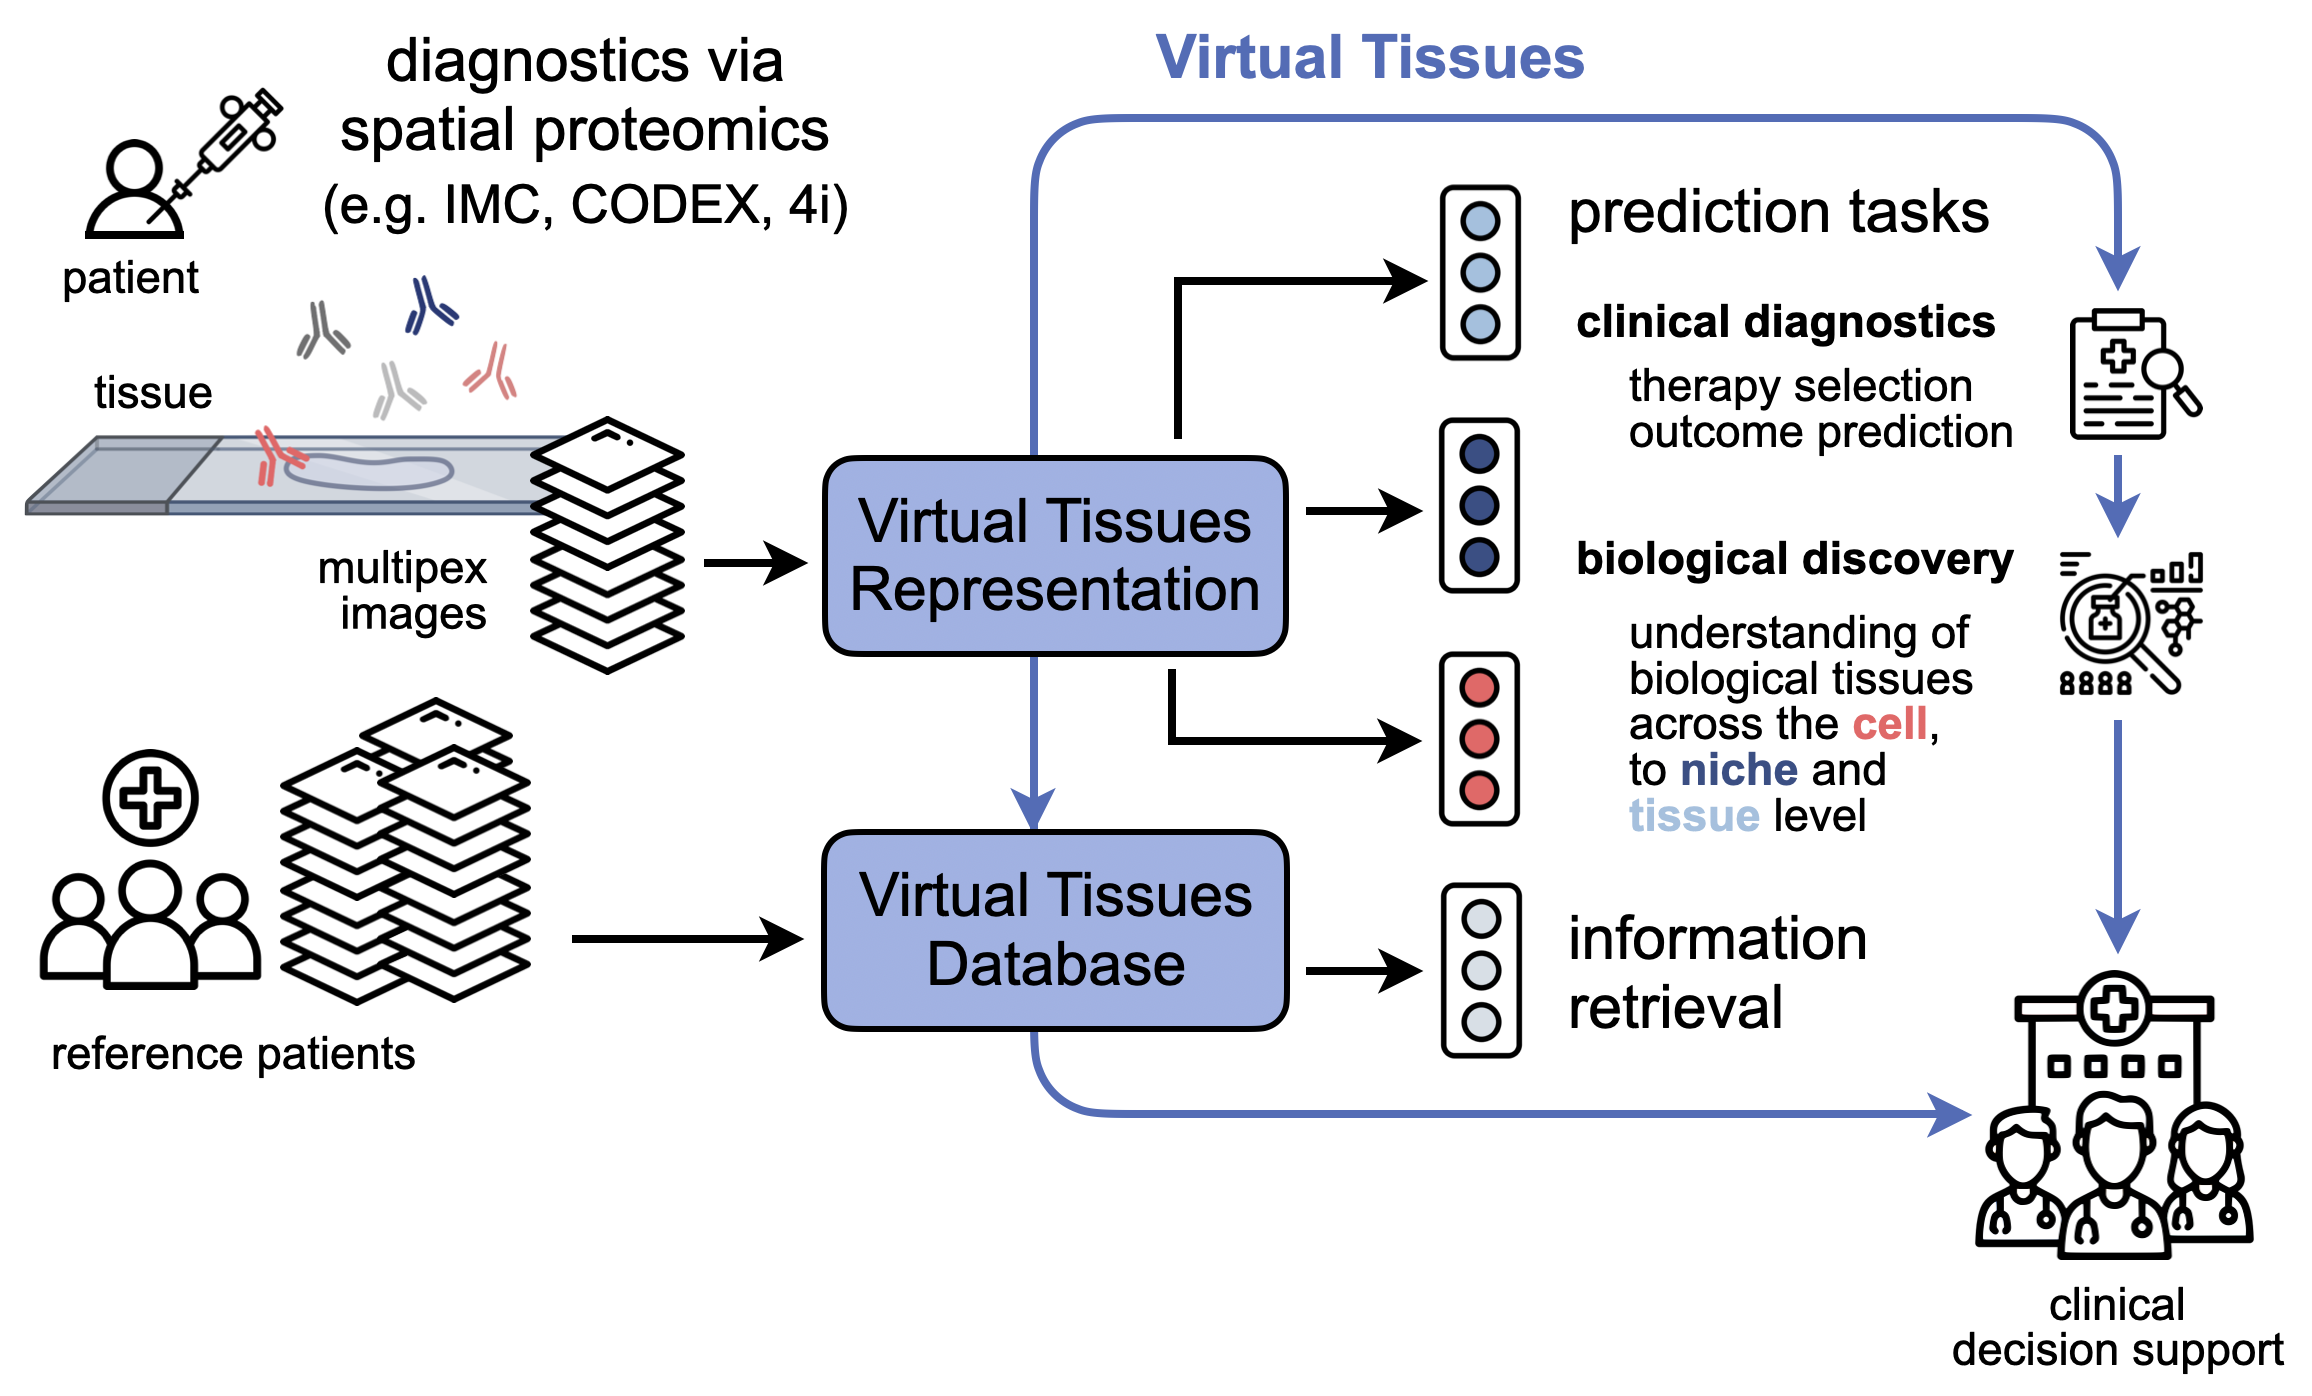 diagnostics via
spatial proteomics
(e.g. IMC, CODEX, 4i)
patient
tissue
multipex
images
reference patients
Virtual Tissues
Virtual Tissues
Representation
Virtual Tissues
Database
prediction tasks
clinical diagnostics
therapy selection
outcome prediction
biological discovery
understanding of
biological tissues
across the cell,
to niche and
tissue level
information
retrieval
clinical
decision support